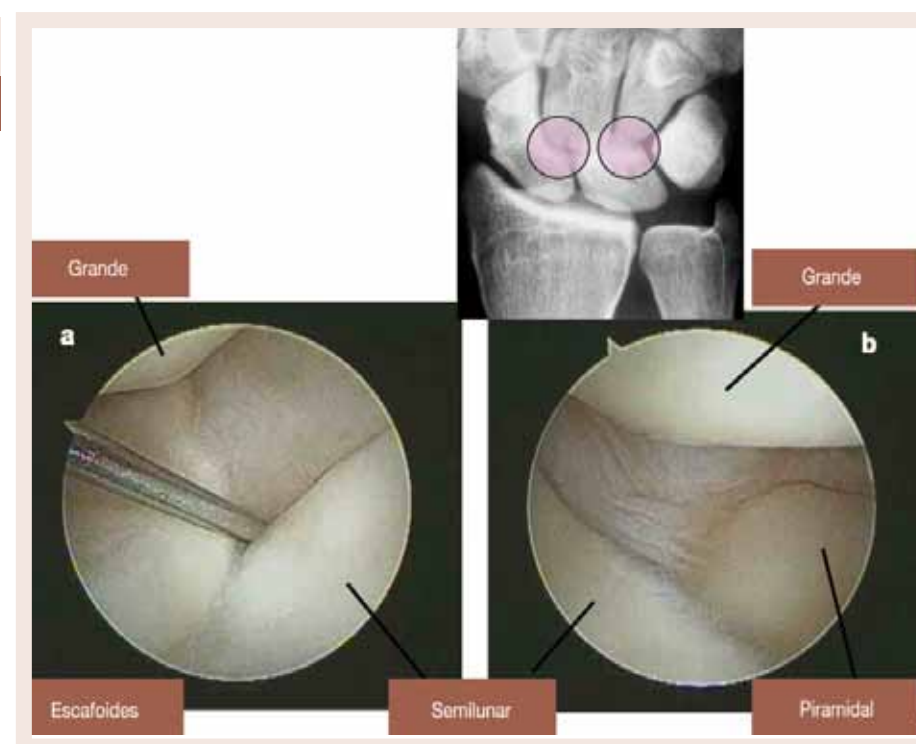 Grande
Grande
a
b
Escafoides
Semilunar
Piramidal